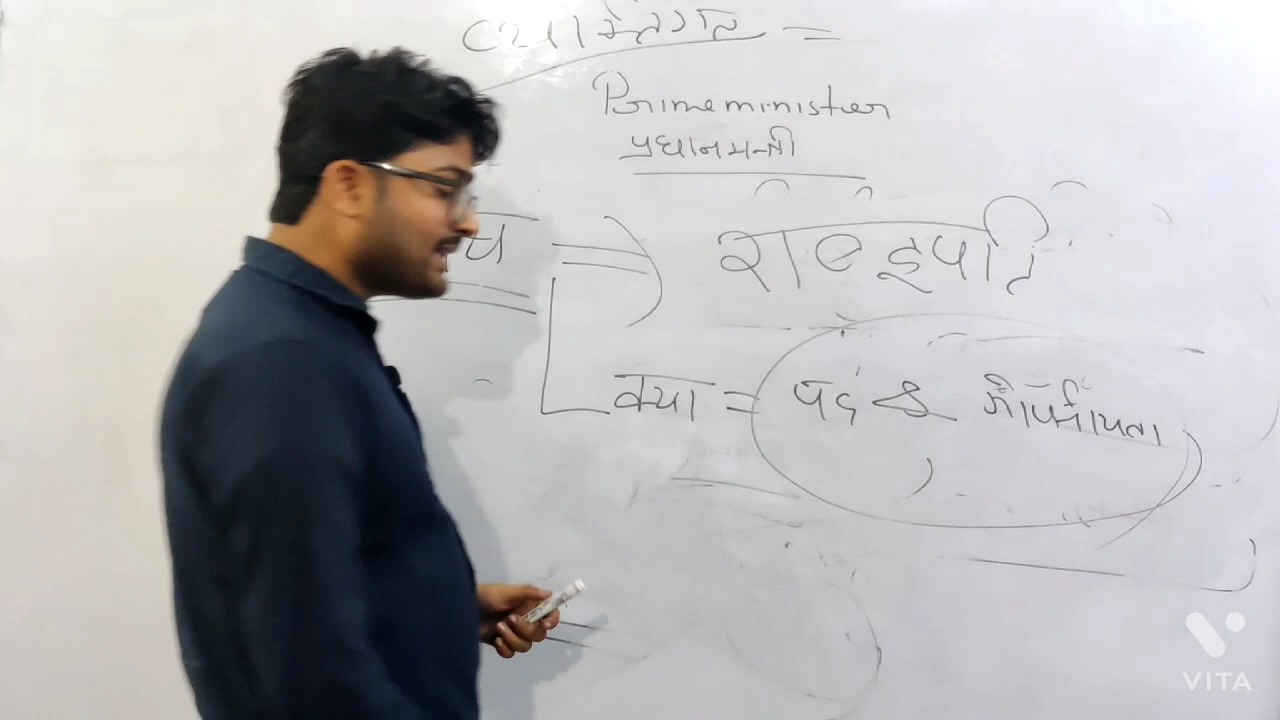 Primeminister
प्रधानमन्त्री
राष्ट्रपति
क्या = पद & गोपनीयता
VITA